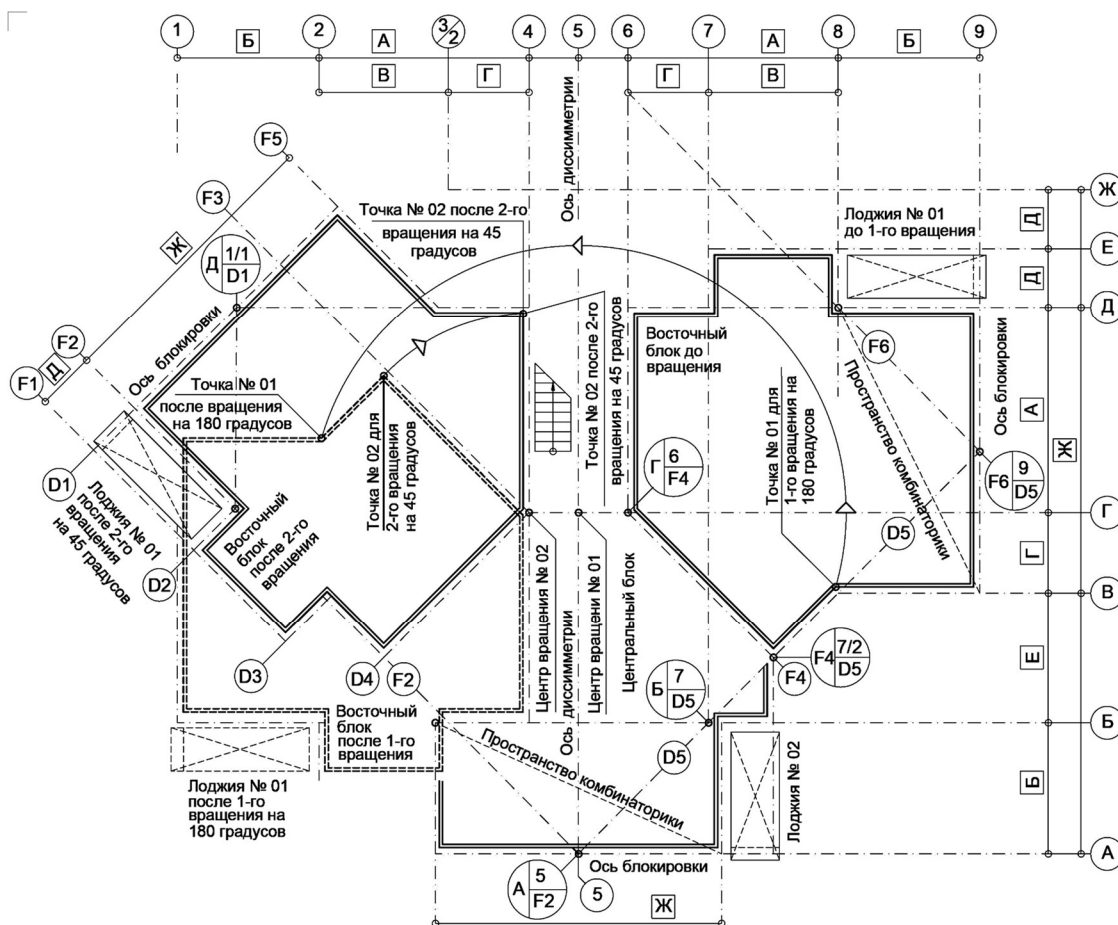 1
2
3/2
4
5
6
7
8
9
Б
А
А
Б
В
Г
Г
В
F5
F3
Ж
Д 1/1 D1
F2
F1
Д
Ось блокировки
Точка № 02 после 2-го
вращения на 45
градусов
Ось диссимметрии
Лоджия № 01
до 1-го вращения
Ж
Е
Д
Г
В
Б
А
Д
Д
А
Г
Е
Б
Ж
Точка № 01
после вращения
на 180 градусов
Точка № 02 для
2-го вращения
на 45 градусов
Точка № 02 после 2-го
вращения на 45 градусов
Восточный
блок до
вращения
F6
Пространство комбинаторики
Ось блокировки
Точка № 01 для
1-го вращения на
180 градусов
Г 6 F4
F6 9 D5
D5
D1
Лоджия № 01
после 2-го
вращения
на 45 градусов
D2
Восточный
блок
после 2-го
вращения
D3
D4
F2
Центр вращения № 02
Ось диссимметрии
Центр вращени № 01
Центральный блок
F4 7/2 D5
F4
Б 7 D5
D5
Восточный
блок
после 1-го
вращения
Пространство комбинаторики
Лоджия № 01
после 1-го
вращения на
180 градусов
Лоджия № 02
Ось блокировки
А 5 F2
5
Ж